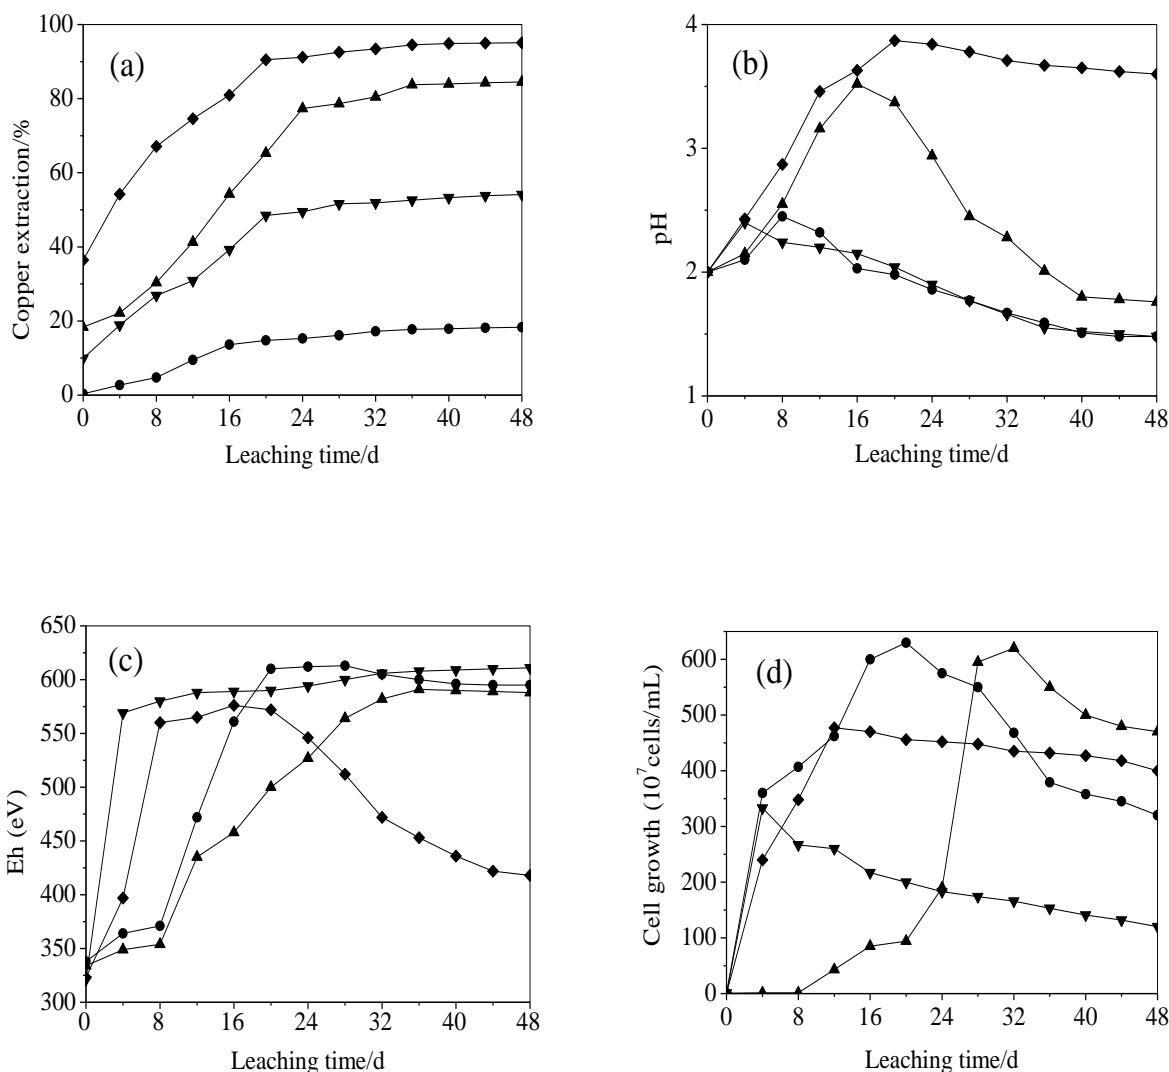 (a)
Copper extraction/%
100
80
60
40
20
0
0 8 16 24 32 40 48
Leaching time/d
(b)
pH
4
3
2
1
0 8 16 24 32 40 48
Leaching time/d
(c)
Eh (eV)
650
600
550
500
450
400
350
300
0 8 16 24 32 40 48
Leaching time/d
(d)
Cell growth (10⁷cells/mL)
600
500
400
300
200
100
0
0 8 16 24 32 40 48
Leaching time/d